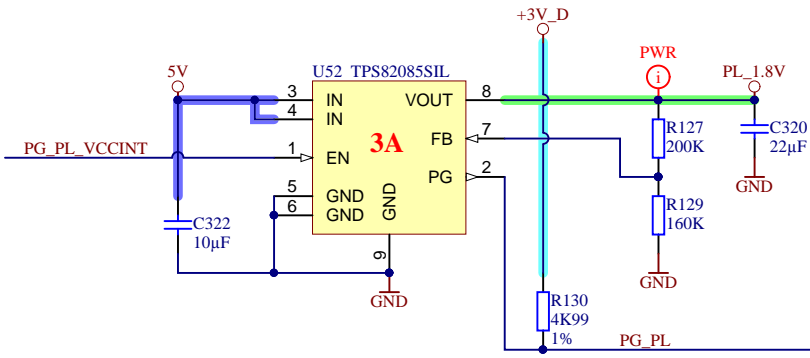 +3V_D
5V
U52 TPS82085SIL
PWR
i
PL_1.8V
3 IN
4 IN
VOUT 8
3A
FB 7
PG_PL_VCCINT
1 EN
PG 2
5 GND
6 GND
GND
9
R127
200K
C320
22µF
GND
R129
160K
GND
C322
10µF
GND
R130
4K99
1%
PG_PL